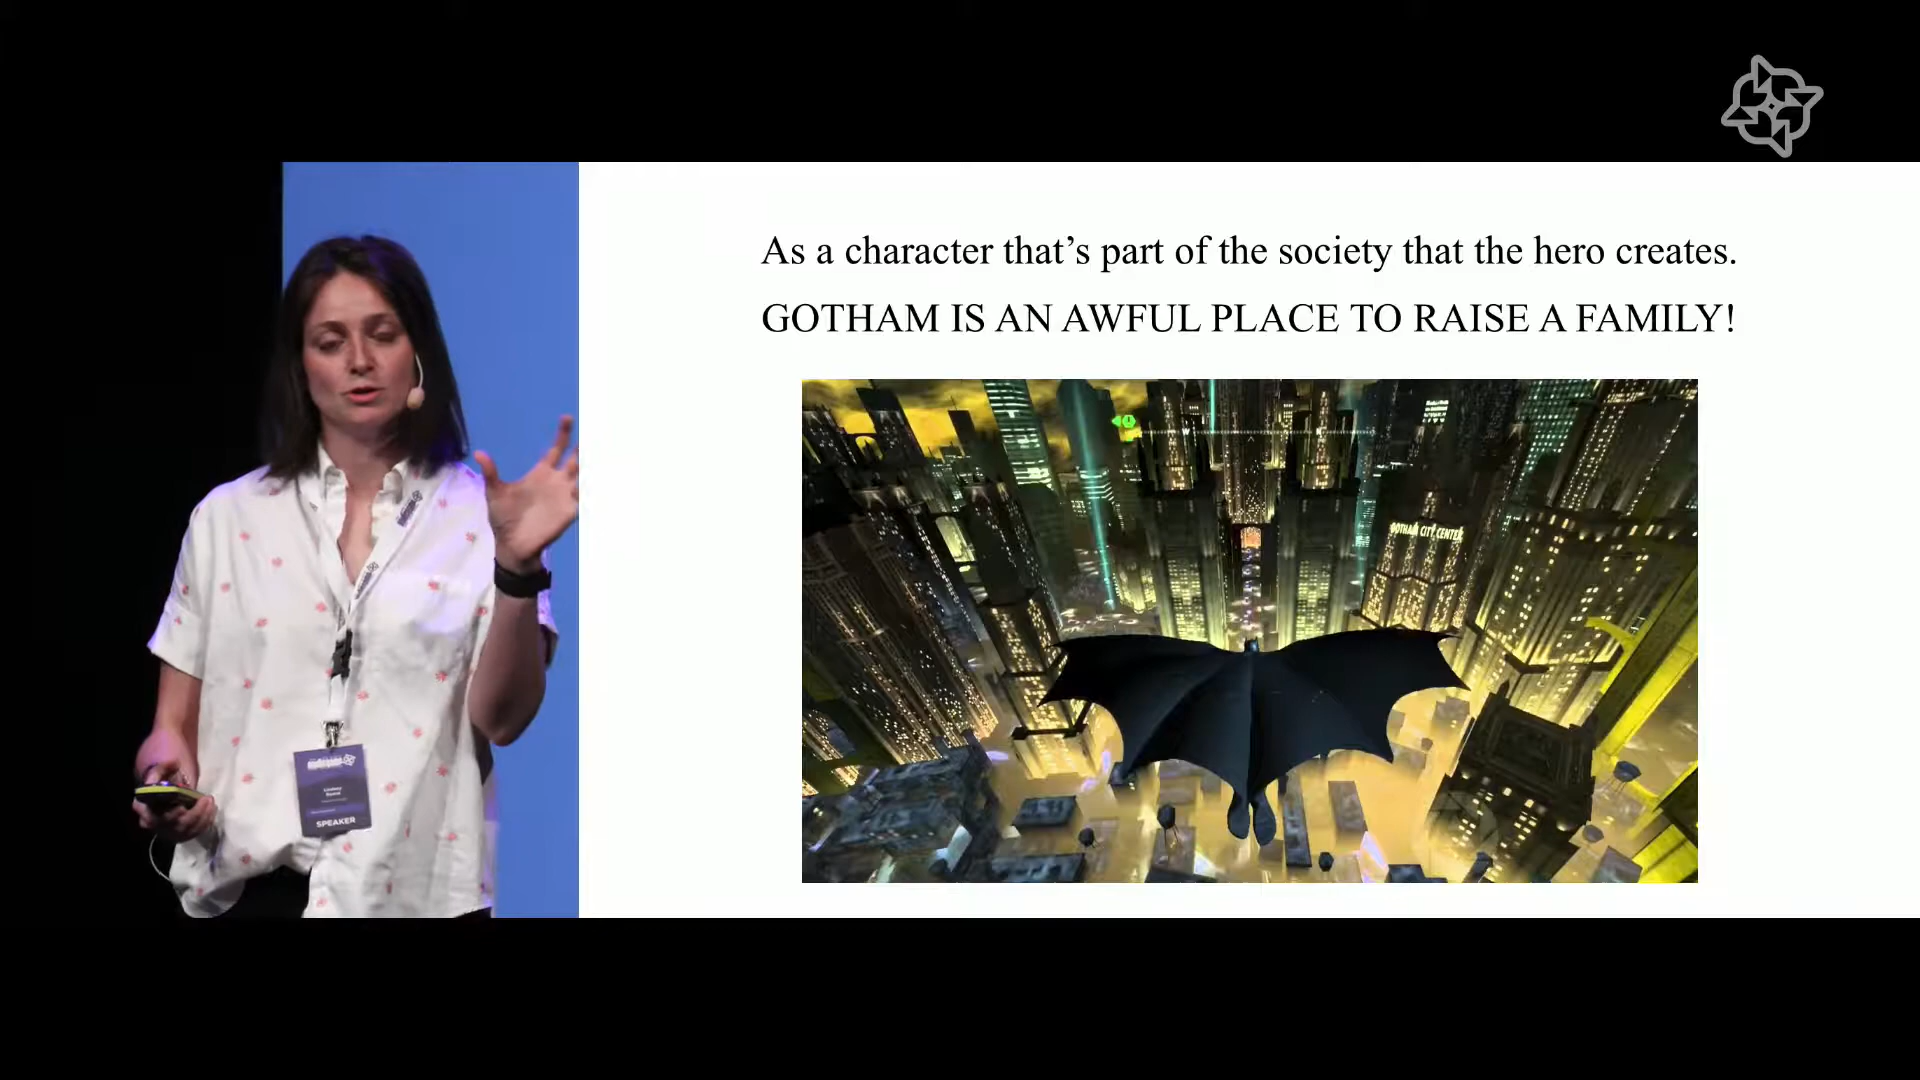 As a character that’s part of the society that the hero creates.
GOTHAM IS AN AWFUL PLACE TO RAISE A FAMILY!
GOTHAM CITY CENTER
SPEAKER